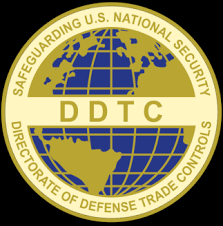 SAFEGUARDING U.S. NATIONAL SECURITY
DDTC
DIRECTORATE OF DEFENSE TRADE CONTROLS